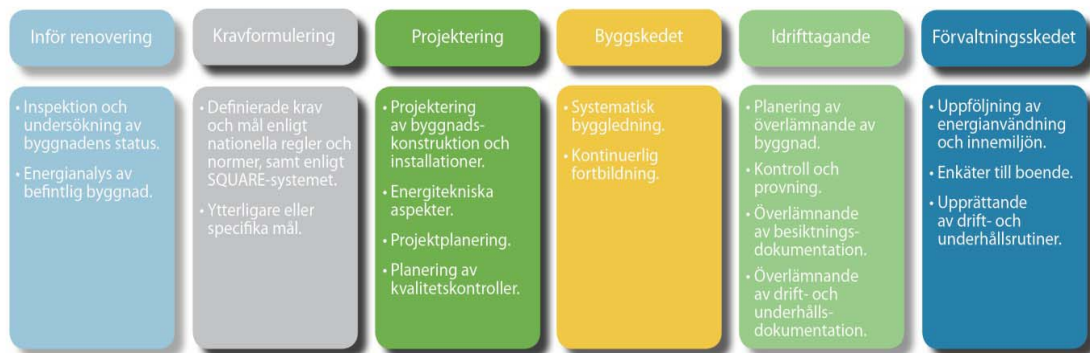 Inför renovering
Kravformulering
Projektering
Byggskedet
Idrifttagande
Förvaltningsskedet
• Inspektion och
undersökning av
byggnadens status.
• Energianalys av
befintlig byggnad.
• Definierade krav
och mål enligt
nationella regler och
normer, samt enligt
SQUARE-systemet.
• Ytterligare eller
specifika mål.
• Projektering
av byggnads-
konstruktion och
installationer.
• Energitekniska
aspekter.
• Projektplanering.
• Planering av
kvalitetskontroller.
• Systematisk
byggledning.
• Kontinuerlig
fortbildning.
• Planering av
överlämnande av
byggnad.
• Kontroll och
provning.
• Överlämnande
av besiktnings-
dokumentation.
• Överlämnande
av drift- och
underhålls-
dokumentation.
• Uppföljning av
energianvändning
och innemiljön.
• Enkäter till boende.
• Upprättande
av drift- och
underhållsrutiner.